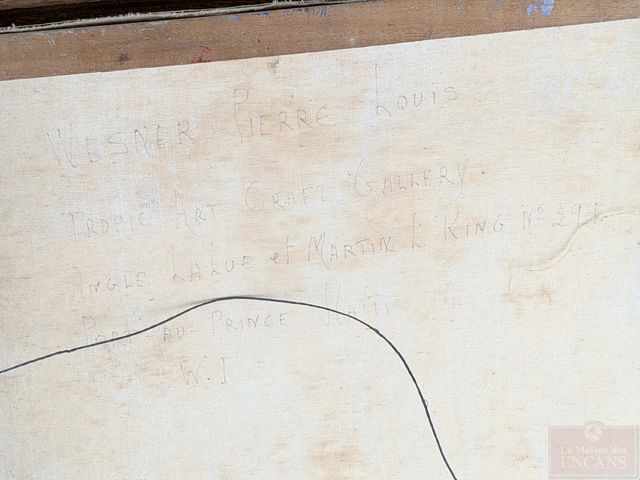 WESNER PIERRE LOUIS
TROPIC ART CRAFT GALLERY
ANGLE LALUE et MARTIN L. KING Nº 294.
PORT-AU-PRINCE HAITI
W.I
La Maison des
ENCANS